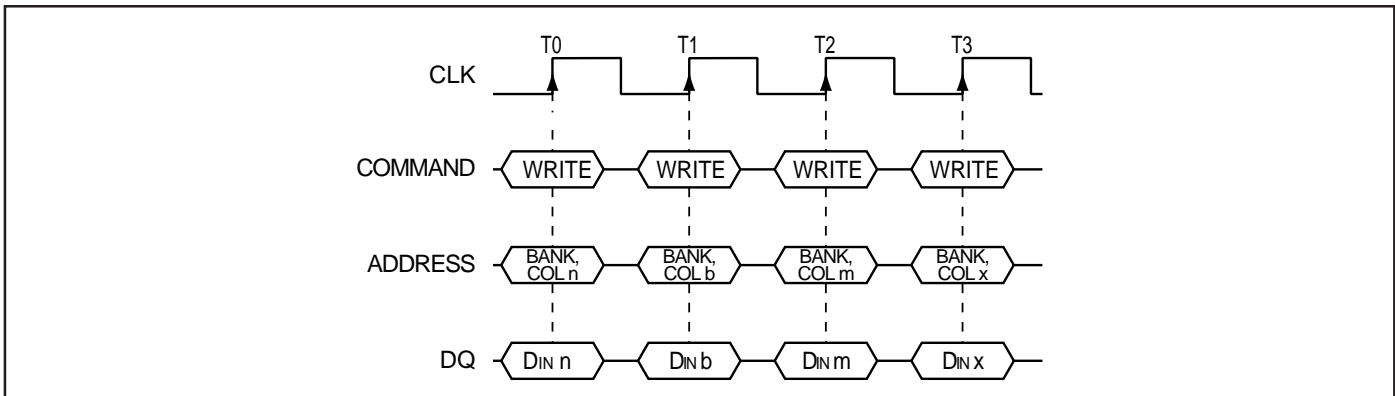 T0 T1 T2 T3
CLK
COMMAND WRITE WRITE WRITE WRITE
ADDRESS BANK, COL n BANK, COL b BANK, COL m BANK, COL x
DQ DIN n DIN b DIN m DIN x